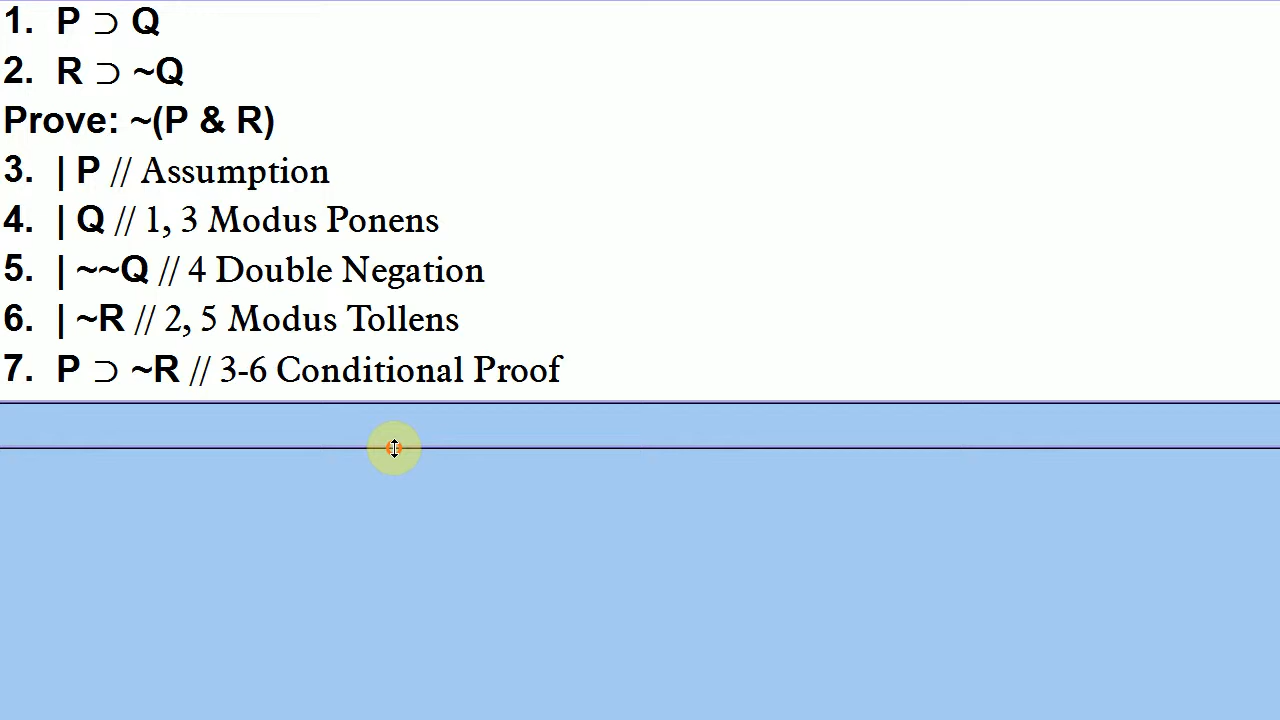 1. P ⊃ Q
2. R ⊃ ~Q
Prove: ~(P & R)
3. | P // Assumption
4. | Q // 1, 3 Modus Ponens
5. | ~~Q // 4 Double Negation
6. | ~R // 2, 5 Modus Tollens
7. P ⊃ ~R // 3-6 Conditional Proof